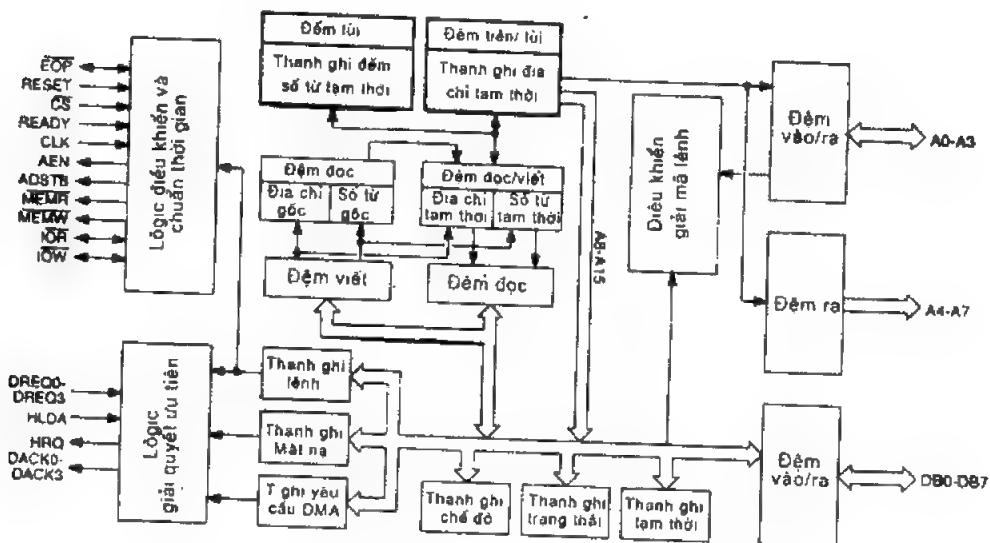 Đếm lùi
Thanh ghi đếm
số từ tạm thời
Đếm trên/ lùi
Thanh ghi địa
chỉ tạm thời
Lôgic điều khiển và
chuẩn thời gian
EOP
RESET
CS
READY
CLK
AEN
ADSTB
MEMR
MEMW
IOR
IOW
Đệm đọc
Địa chỉ
gốc
Số từ
gốc
Đệm đọc/viết
Địa chỉ
tạm thời
Số từ
tạm thời
Đệm viết
Đệm đọc
A8-A15
Điều khiển
giải mã lệnh
Đệm
vào/ra
A0-A3
Đệm ra
A4-A7
DREQ0-
DREQ3
HLDA
HRQ
DACK0-
DACK3
Lôgic
giải quyết ưu tiên
Thanh ghi
lệnh
Thanh ghi
Mặt nạ
T ghi yêu
cầu DMA
Thanh ghi
chế độ
Thanh ghi
trạng thái
Thanh ghi
tạm thời
Đệm
vào/ra
DB0-DB7